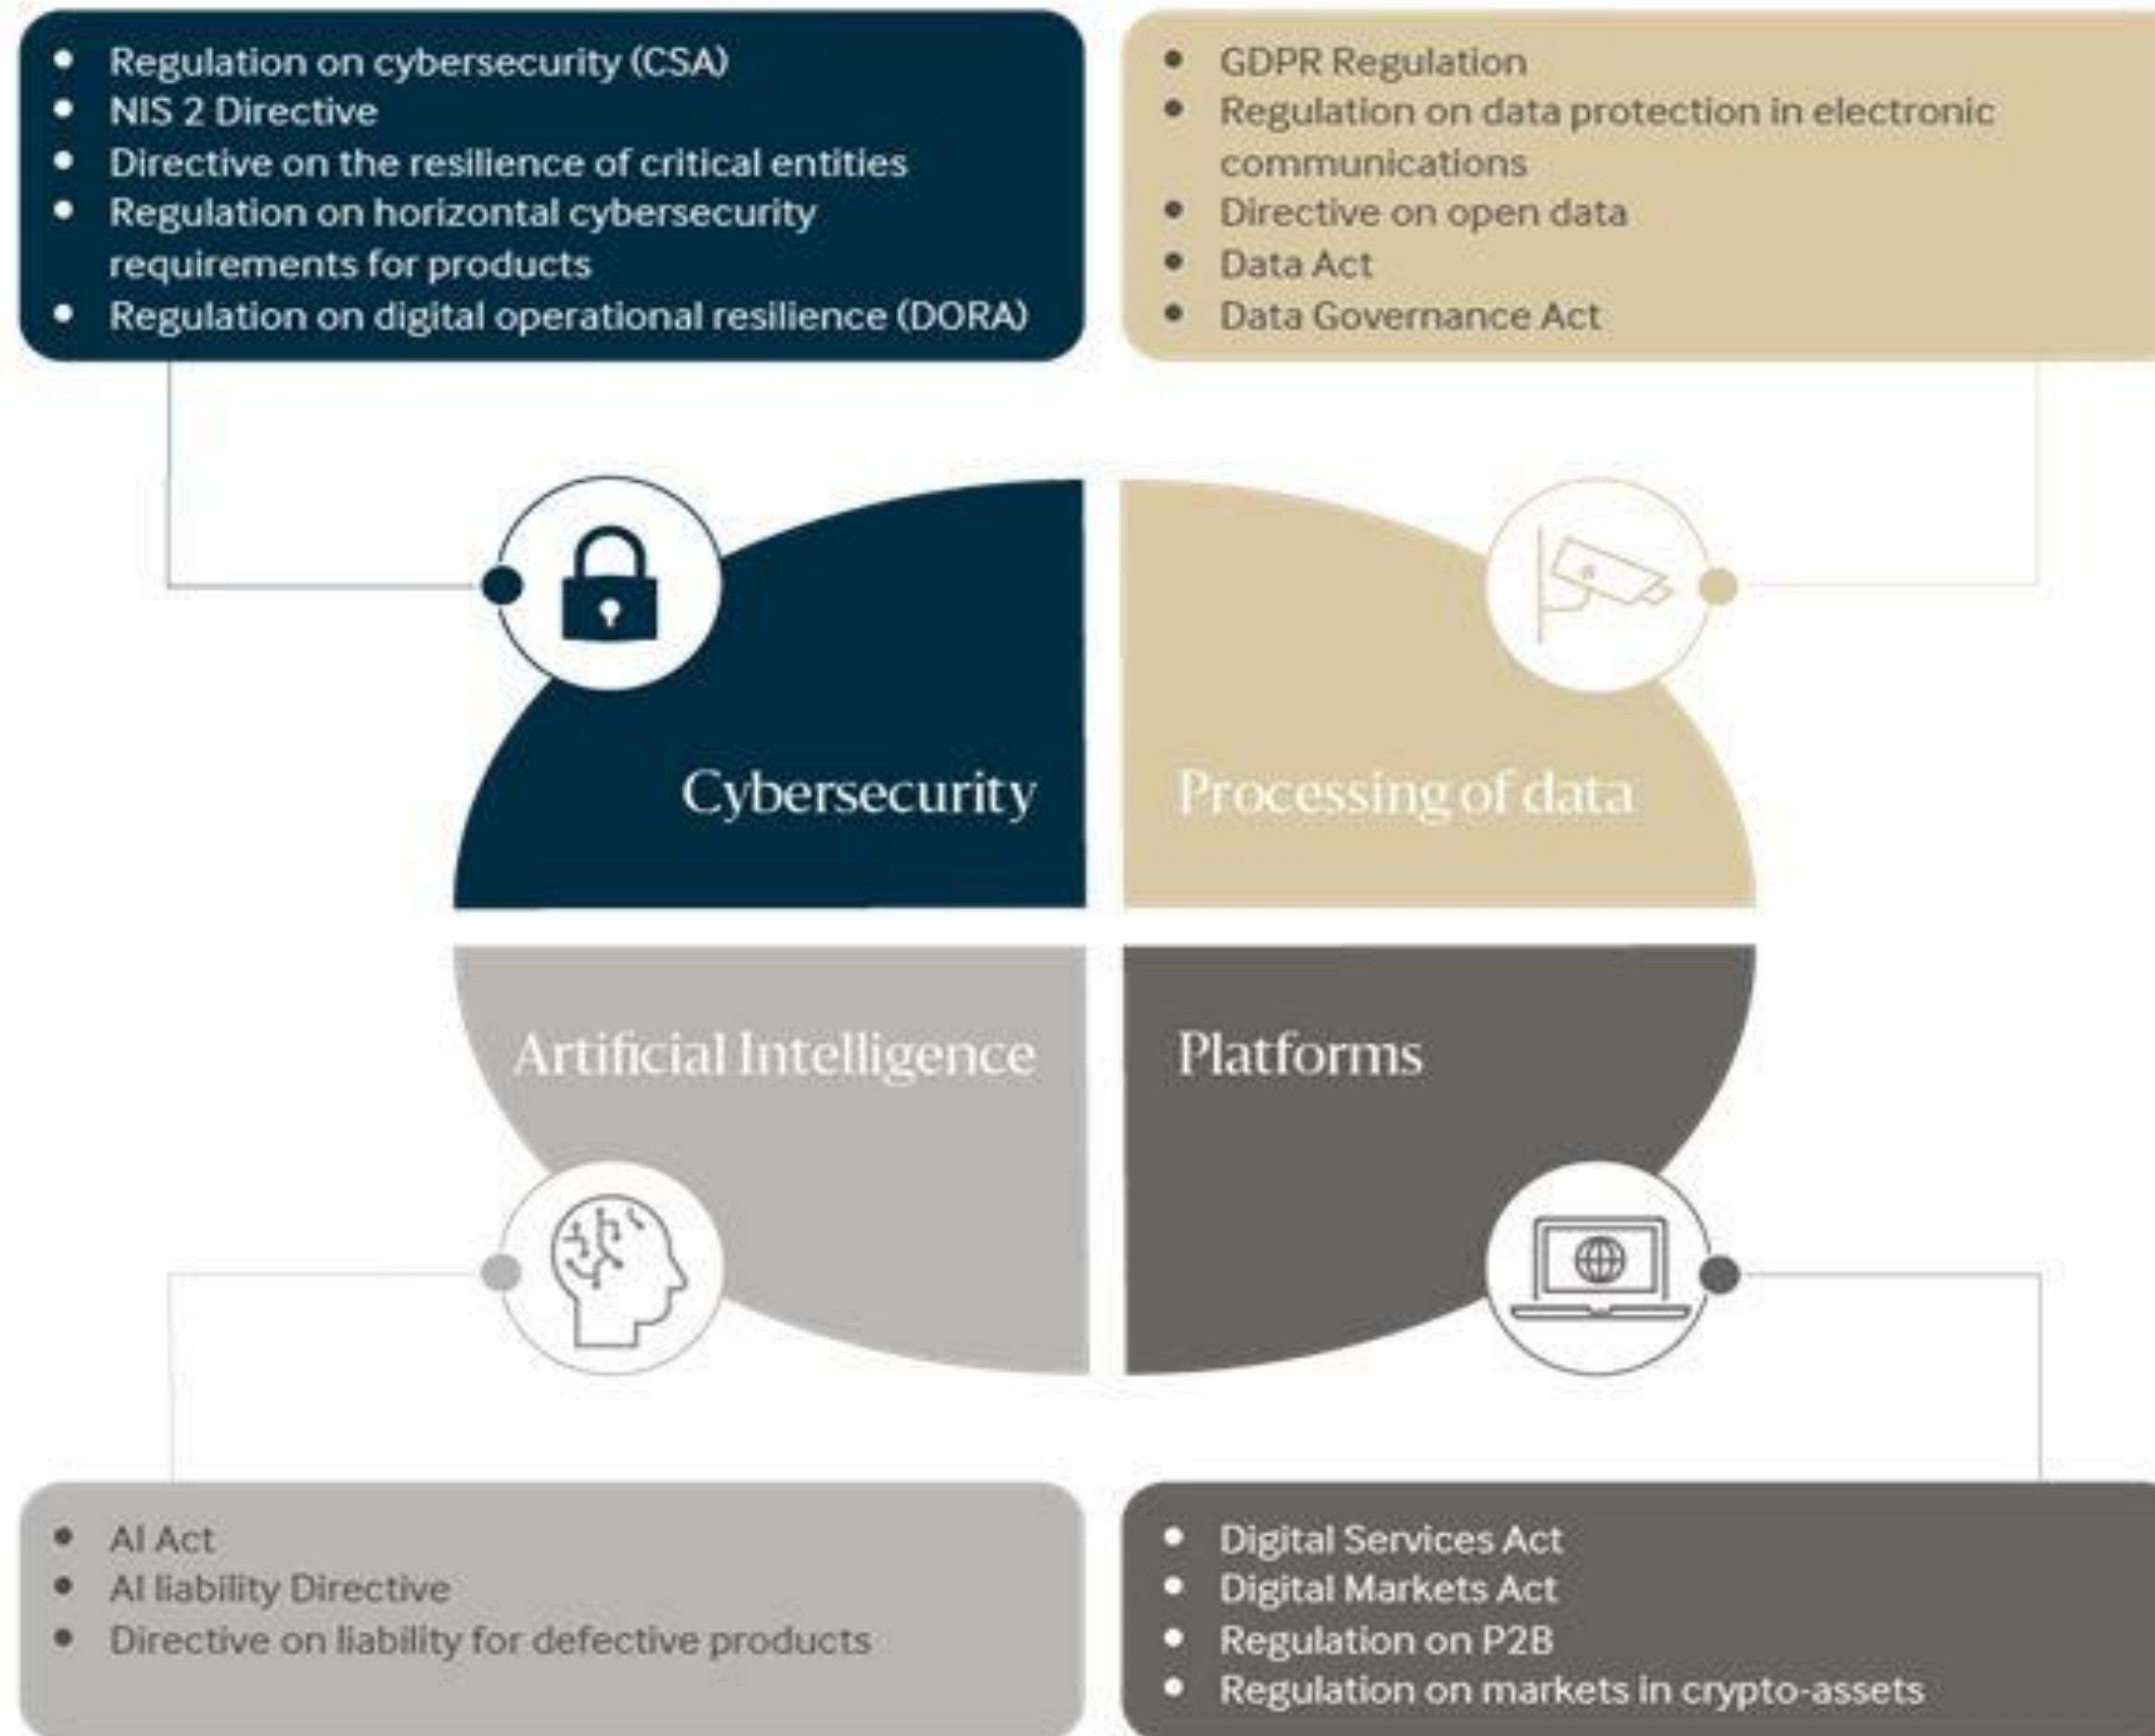 • Regulation on cybersecurity (CSA)
• NIS 2 Directive
• Directive on the resilience of critical entities
• Regulation on horizontal cybersecurity
requirements for products
• Regulation on digital operational resilience (DORA)
• GDPR Regulation
• Regulation on data protection in electronic
communications
• Directive on open data
• Data Act
• Data Governance Act
Cybersecurity
Processing of data
Artificial Intelligence
Platforms
• AI Act
• AI liability Directive
• Directive on liability for defective products
• Digital Services Act
• Digital Markets Act
• Regulation on P2B
• Regulation on markets in crypto-assets